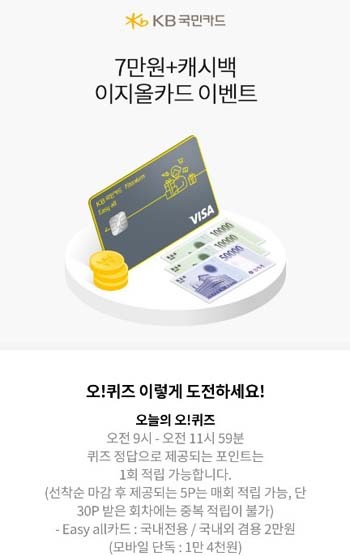 KB 국민카드
7만원+캐시백
이지올카드 이벤트
KB 국민카드 Titanium
Easy all
VISA
10000
10000
50000
오!퀴즈 이렇게 도전하세요!
오늘의 오!퀴즈
오전 9시 - 오전 11시 59분
퀴즈 정답으로 제공되는 포인트는
1회 적립 가능합니다.
(선착순 마감 후 제공되는 5P는 매회 적립 가능, 단
30P 받은 회차에는 중복 적립이 불가)
- Easy all카드 : 국내전용 / 국내외 겸용 2만원
(모바일 단독 : 1만 4천원)